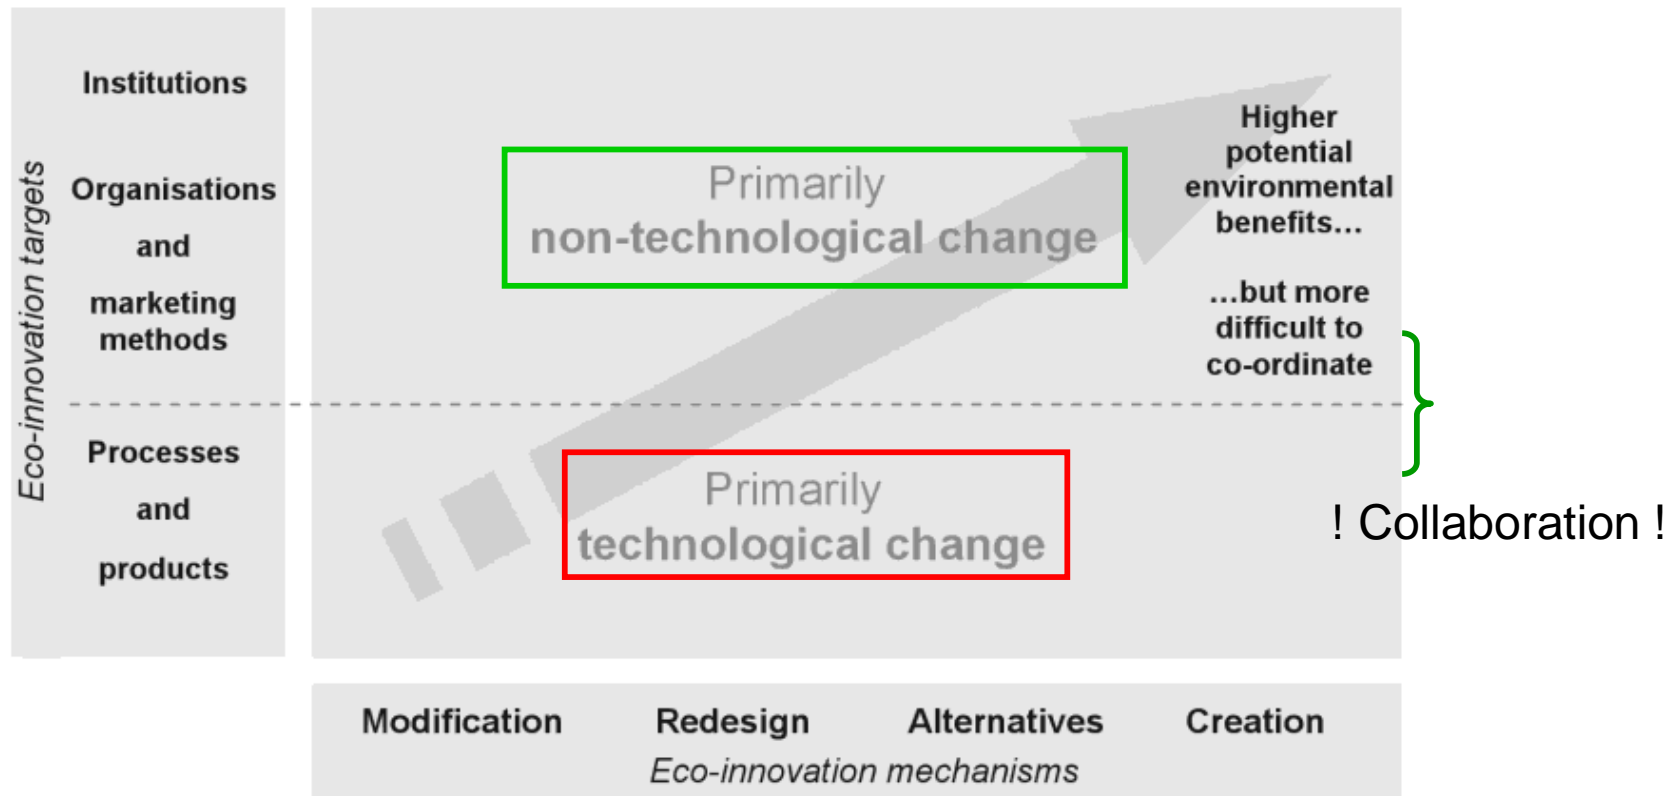 Eco-innovation targets
Institutions
Organisations
and
marketing
methods
Processes
and
products
Primarily
non-technological change
Primarily
technological change
Higher
potential
environmental
benefits...
...but more
difficult to
co-ordinate
! Collaboration !
Modification Redesign Alternatives Creation
Eco-innovation mechanisms